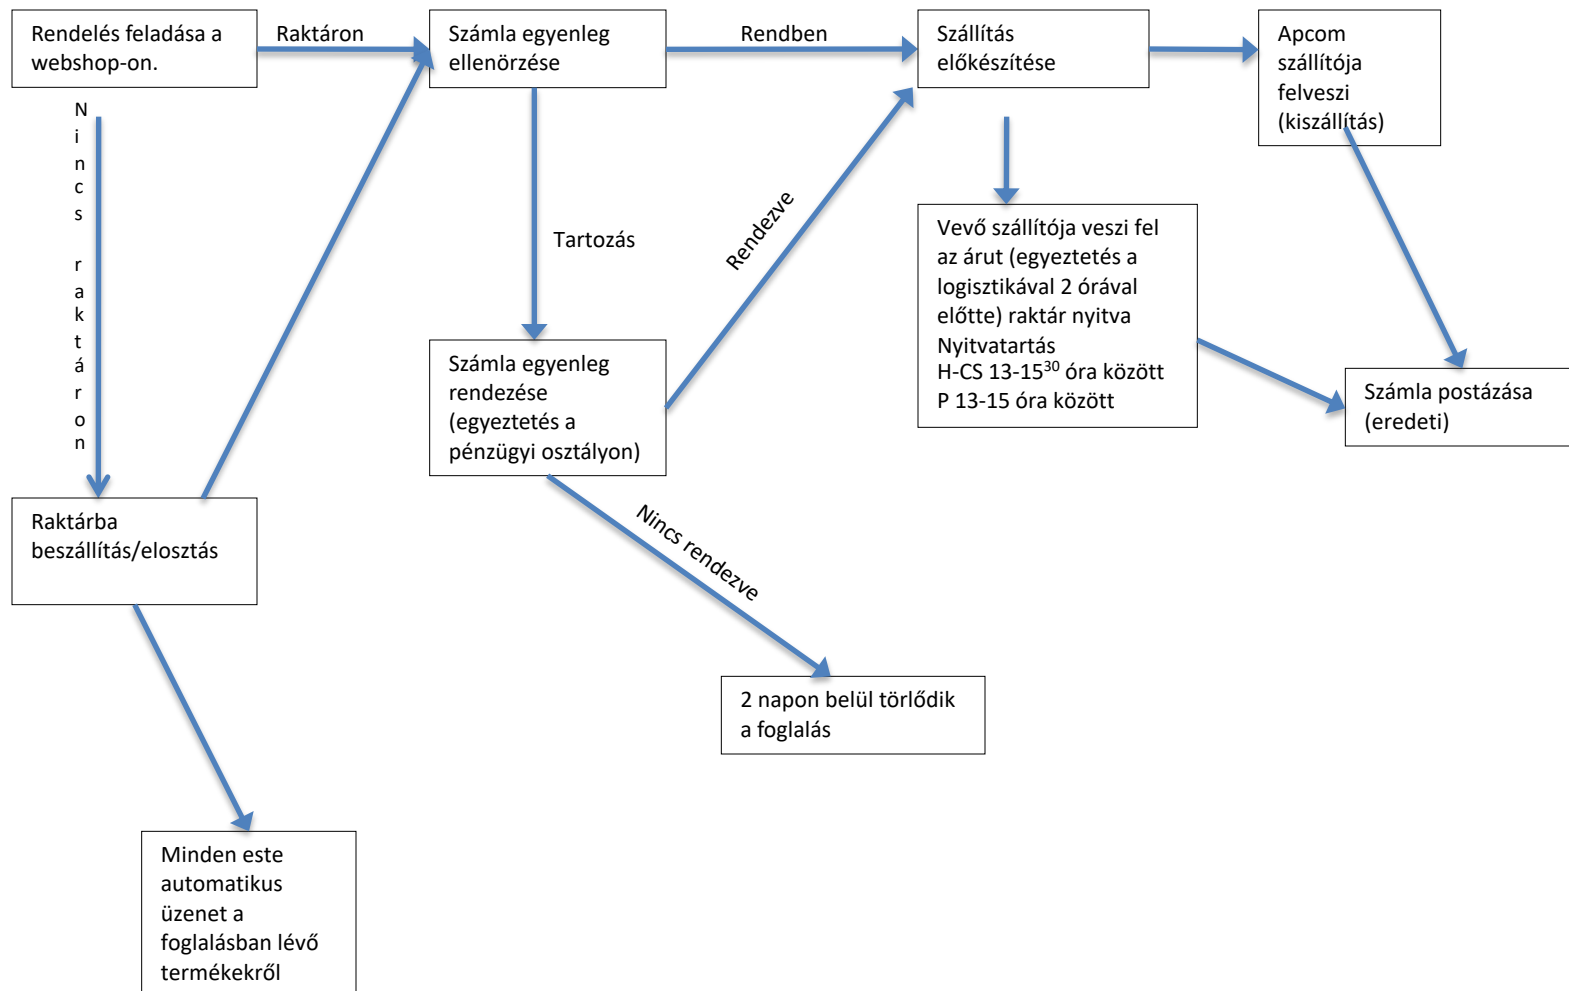 Rendelés feladása a
webshop-on.
Raktáron
Számla egyenleg
ellenörzése
Rendben
Szállítás
előkészítése
Apcom
szállítója
felveszi
(kiszállítás)
Nincs raktáron
Tartozás
Rendezve
Vevő szállítója veszi fel
az árut (egyeztetés a
logisztikával 2 órával
előtte) raktár nyitva
Nyitvatartás
H-CS 13-15³⁰ óra között
P 13-15 óra között
Számla egyenleg
rendezése
(egyeztetés a
pénzügyi osztályon)
Számla postázása
(eredeti)
Raktárba
beszállítás/elosztás
Nincs rendezve
2 napon belül törlődik
a foglalás
Minden este
automatikus
üzenet a
foglalásban lévő
termékekről